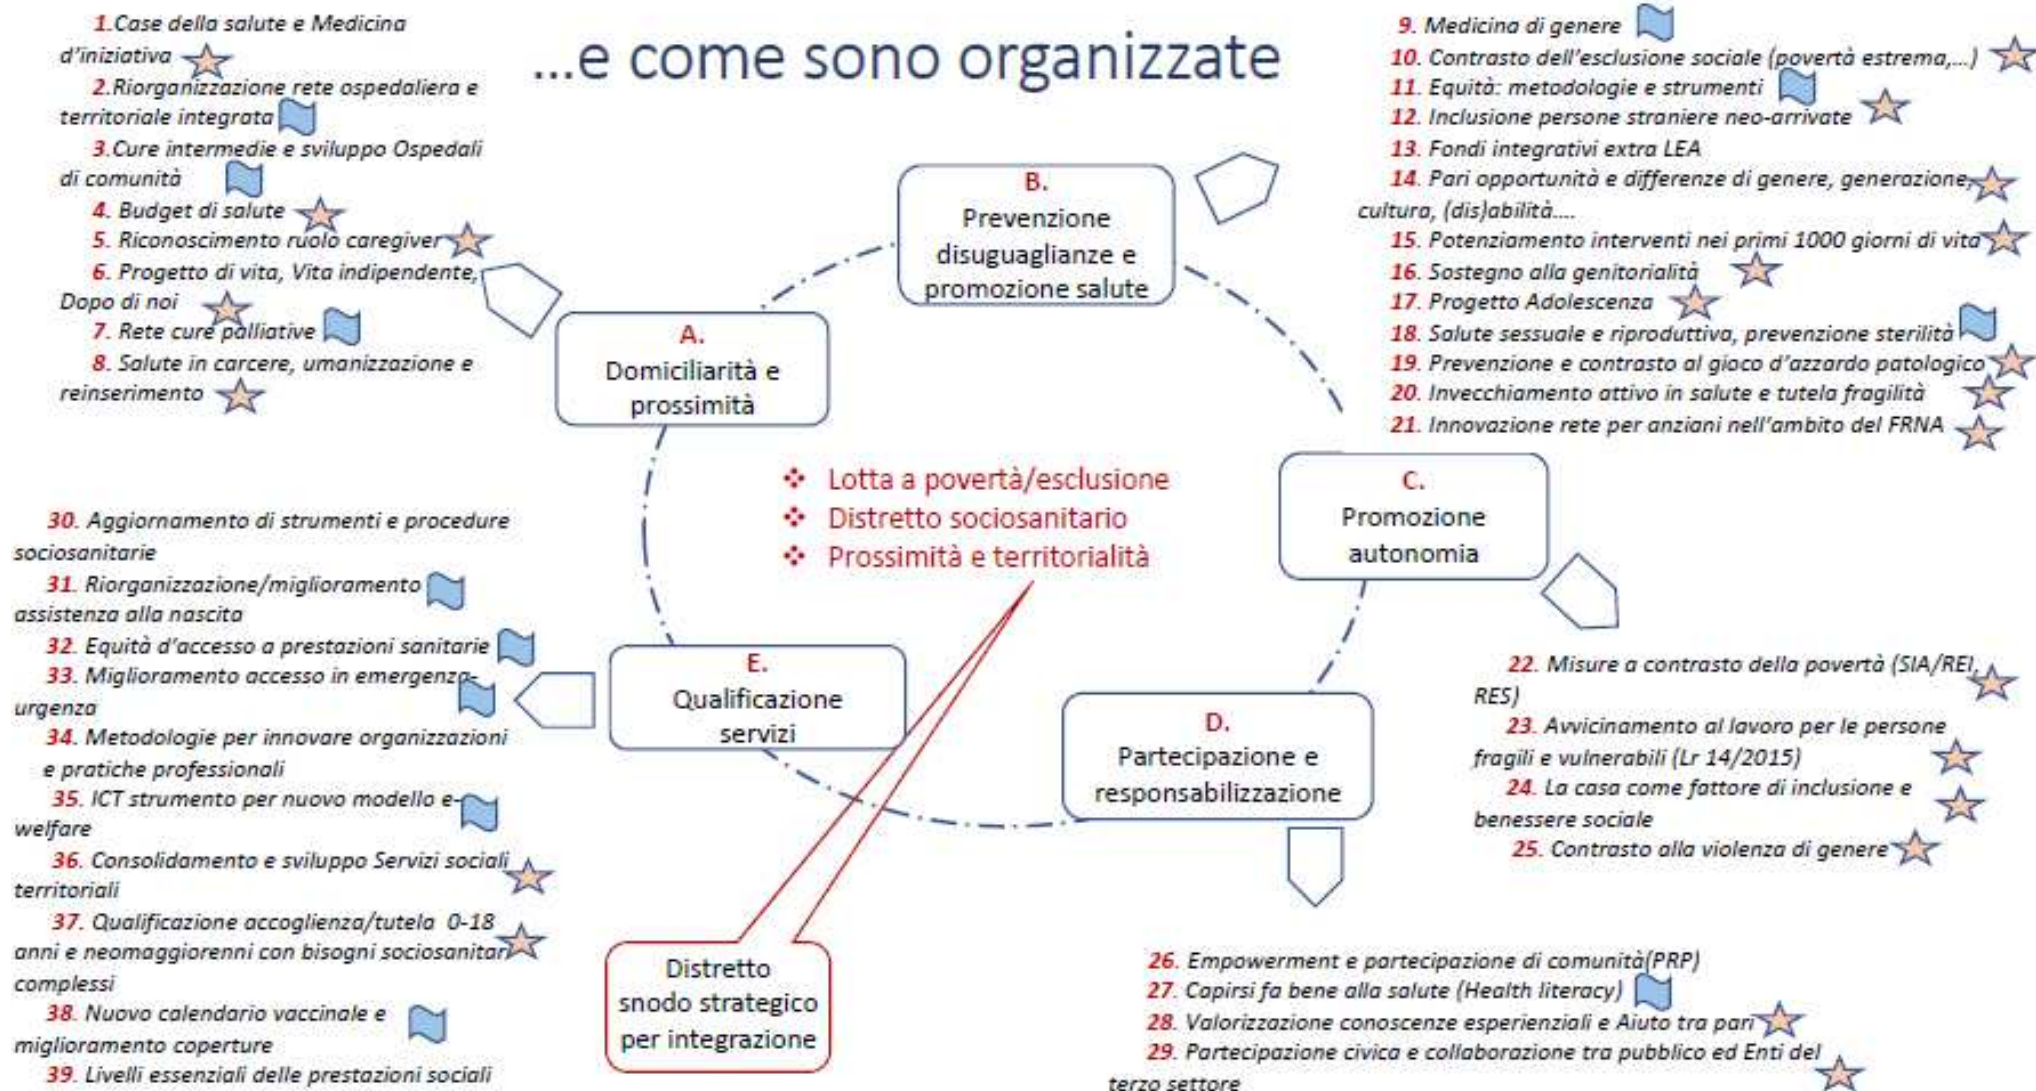 ...e come sono organizzate
1.Case della salute e Medicina
d'iniziativa
2.Riorganizzazione rete ospedaliera e
territoriale integrata
3.Cure intermedie e sviluppo Ospedali
di comunità
4. Budget di salute
5. Riconoscimento ruolo caregiver
6. Progetto di vita, Vita indipendente,
Dopo di noi
7. Rete cure palliative
8. Salute in carcere, umanizzazione e
reinserimento
A.
Domiciliarità e
prossimità
B.
Prevenzione
disuguaglianze e
promozione salute
9. Medicina di genere
10. Contrasto dell'esclusione sociale (povertà estrema,...)
11. Equità: metodologie e strumenti
12. Inclusione persone straniere neo-arrivate
13. Fondi integrativi extra LEA
14. Pari opportunità e differenze di genere, generazione,
cultura, (dis)abilità....
15. Potenziamento interventi nei primi 1000 giorni di vita
16. Sostegno alla genitorialità
17. Progetto Adolescenza
18. Salute sessuale e riproduttiva, prevenzione sterilità
19. Prevenzione e contrasto al gioco d'azzardo patologico
20. Invecchiamento attivo in salute e tutela fragilità
21. Innovazione rete per anziani nell'ambito del FRNA
C.
Promozione
autonomia
22. Misure a contrasto della povertà (SIA/REI,
RES)
23. Avvicinamento al lavoro per le persone
fragili e vulnerabili (Lr 14/2015)
24. La casa come fattore di inclusione e
benessere sociale
25. Contrasto alla violenza di genere
D.
Partecipazione e
responsabilizzazione
26. Empowerment e partecipazione di comunità(PRP)
27. Capirsi fa bene alla salute (Health literacy)
28. Valorizzazione conoscenze esperienziali e Aiuto tra pari
29. Partecipazione civica e collaborazione tra pubblico ed Enti del
terzo settore
E.
Qualificazione
servizi
30. Aggiornamento di strumenti e procedure
sociosanitarie
31. Riorganizzazione/miglioramento
assistenza alla nascita
32. Equità d'accesso a prestazioni sanitarie
33. Miglioramento accesso in emergenza-
urgenza
34. Metodologie per innovare organizzazioni
e pratiche professionali
35. ICT strumento per nuovo modello e-
welfare
36. Consolidamento e sviluppo Servizi sociali
territoriali
37. Qualificazione accoglienza/tutela 0-18
anni e neomaggiorenni con bisogni sociosanitari
complessi
38. Nuovo calendario vaccinale e
miglioramento coperture
39. Livelli essenziali delle prestazioni sociali
❖ Lotta a povertà/esclusione
❖ Distretto sociosanitario
❖ Prossimità e territorialità
Distretto
snodo strategico
per integrazione